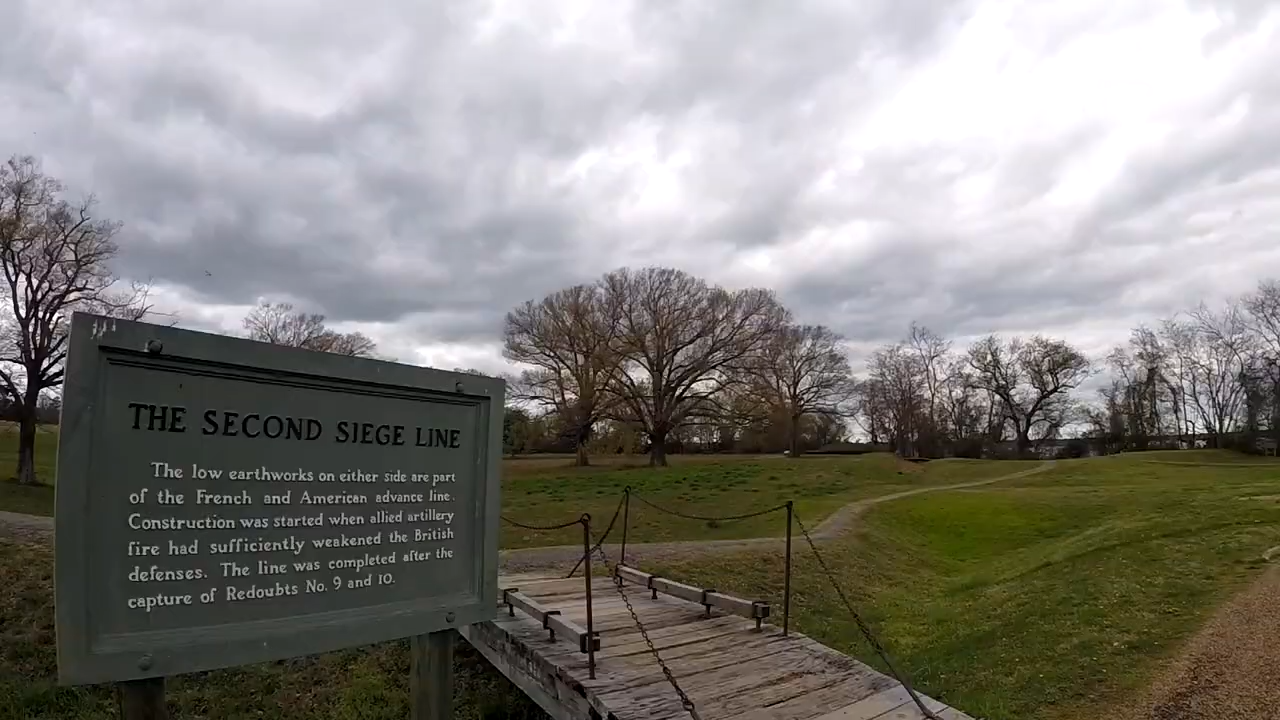 THE SECOND SIEGE LINE
The low earthworks on either side are part
of the French and American advance line.
Construction was started when allied artillery
fire had sufficiently weakened the British
defenses. The line was completed after the
capture of Redoubts No. 9 and 10.